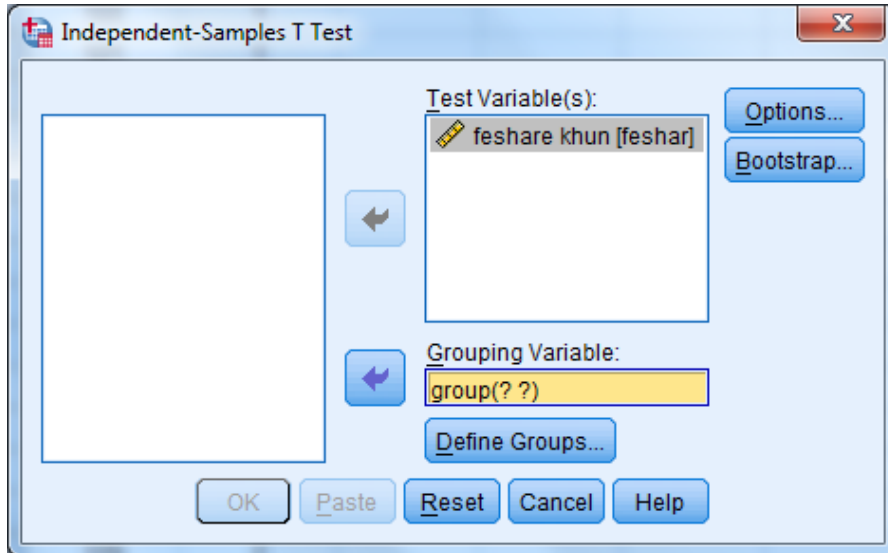 Independent-Samples T Test
Test Variable(s):
feshare khun [feshar]
Options...
Bootstrap...
Grouping Variable:
group(? ?)
Define Groups...
OK Paste Reset Cancel Help